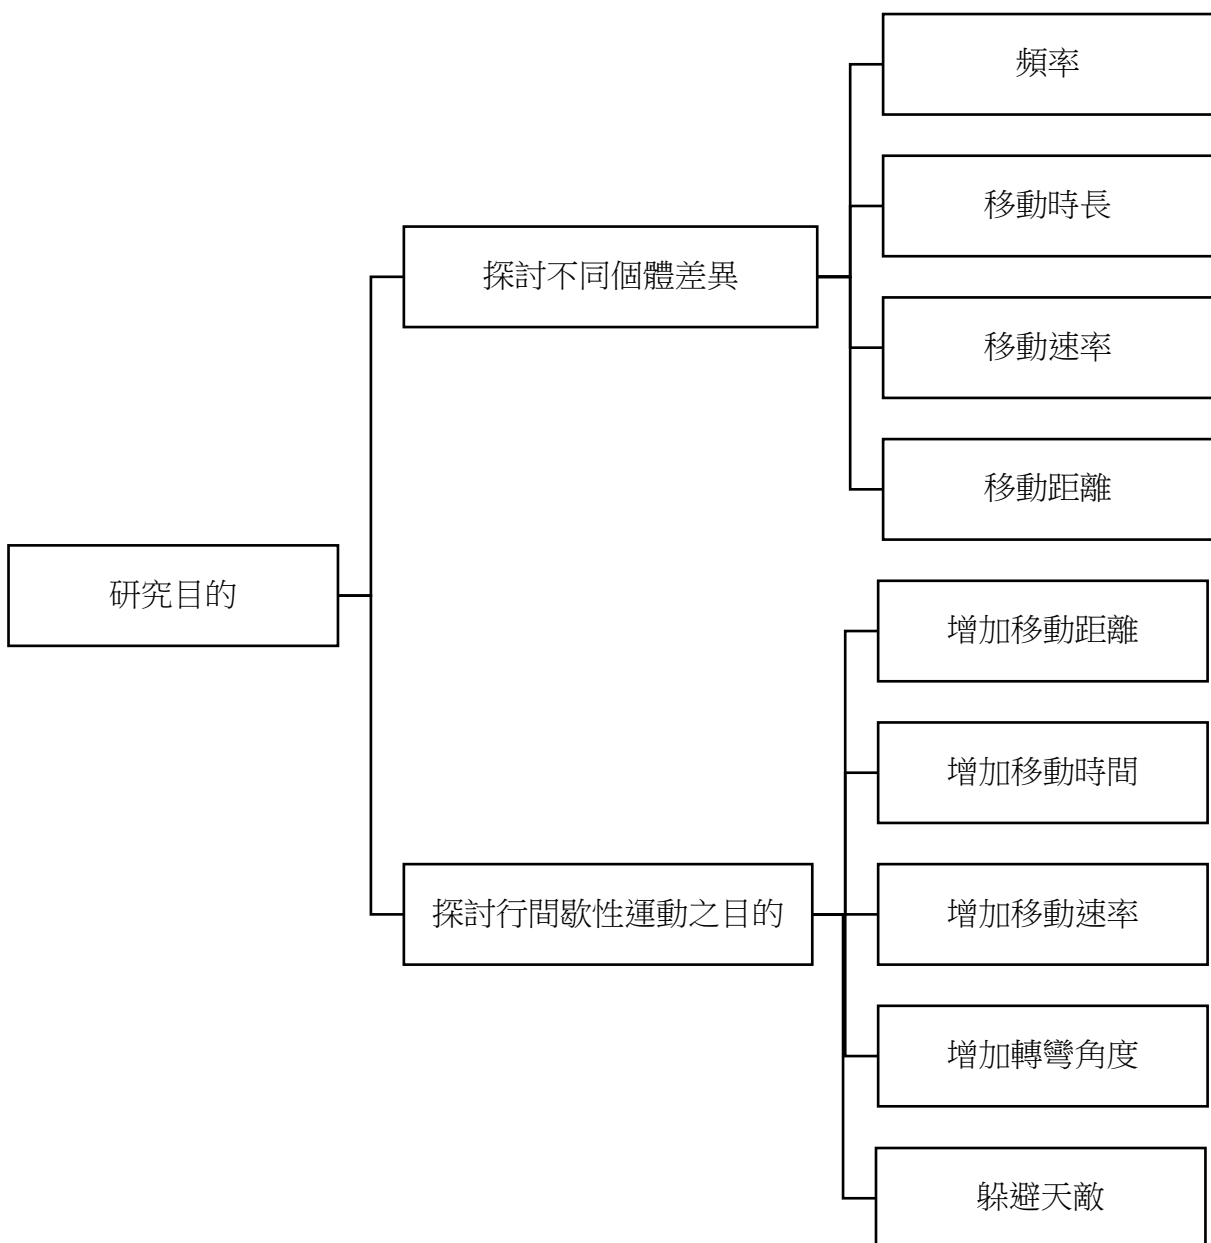 研究目的
探討不同個體差異
頻率
移動時長
移動速率
移動距離
探討行間歇性運動之目的
增加移動距離
增加移動時間
增加移動速率
增加轉彎角度
躲避天敵